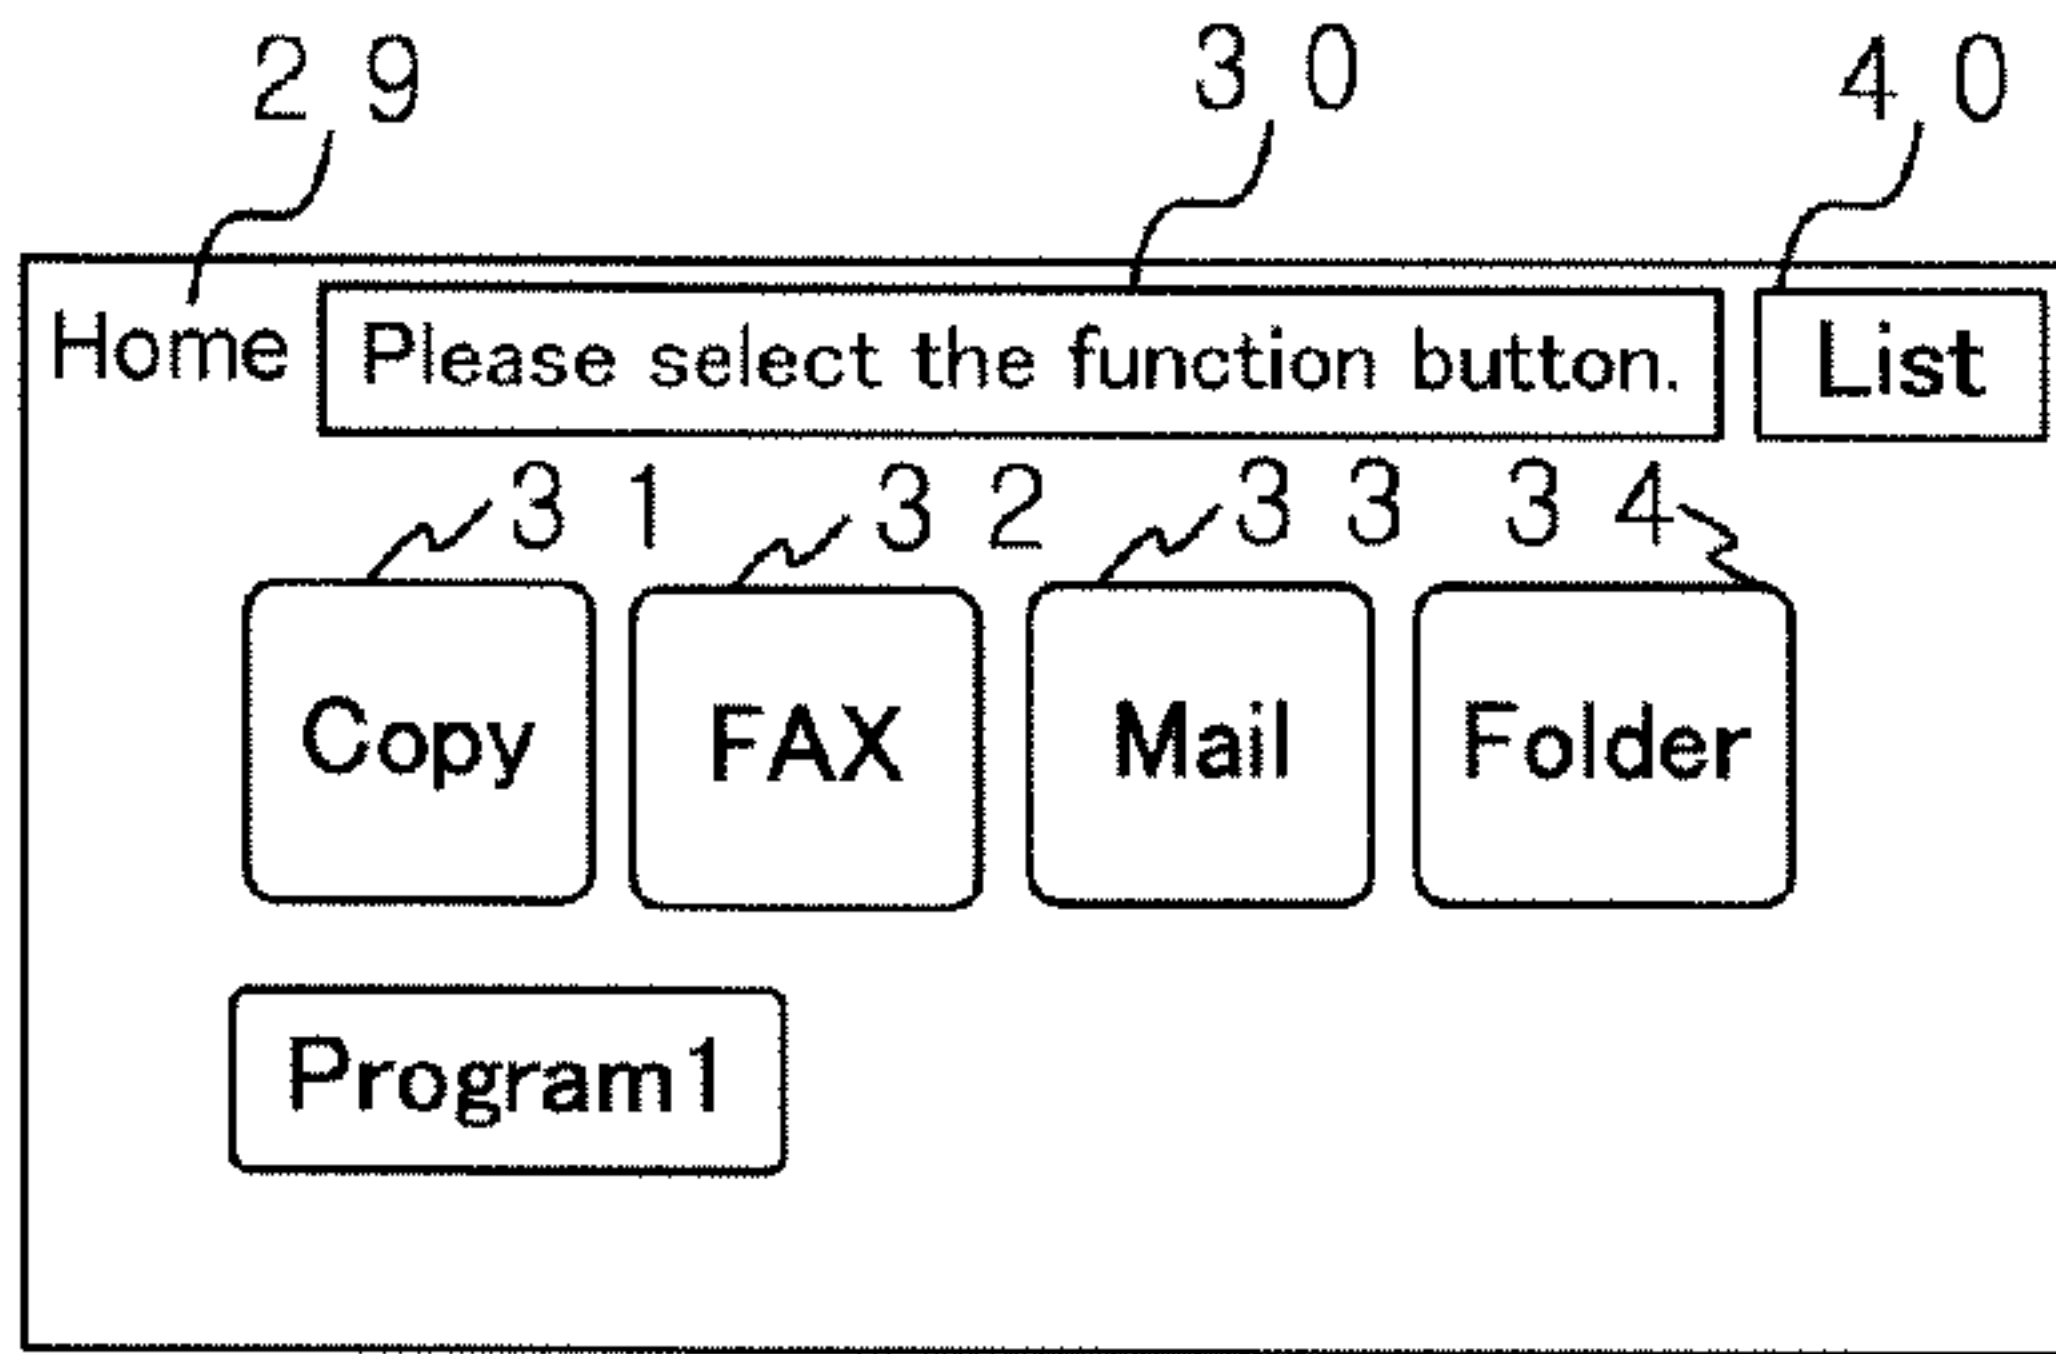 29 30 40
Home Please select the function button. List
31 32 33 34
Copy FAX Mail Folder
Program1